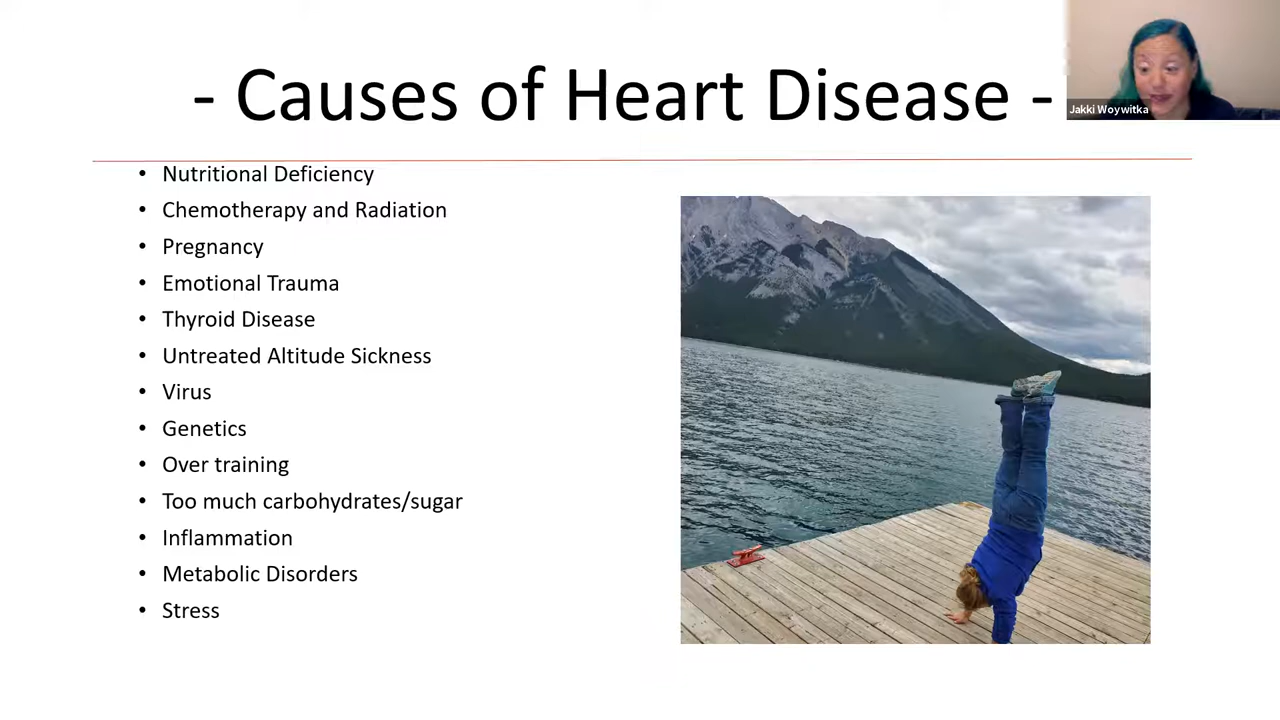 - Causes of Heart Disease -
Jakki Woywitka
• Nutritional Deficiency
• Chemotherapy and Radiation
• Pregnancy
• Emotional Trauma
• Thyroid Disease
• Untreated Altitude Sickness
• Virus
• Genetics
• Over training
• Too much carbohydrates/sugar
• Inflammation
• Metabolic Disorders
• Stress